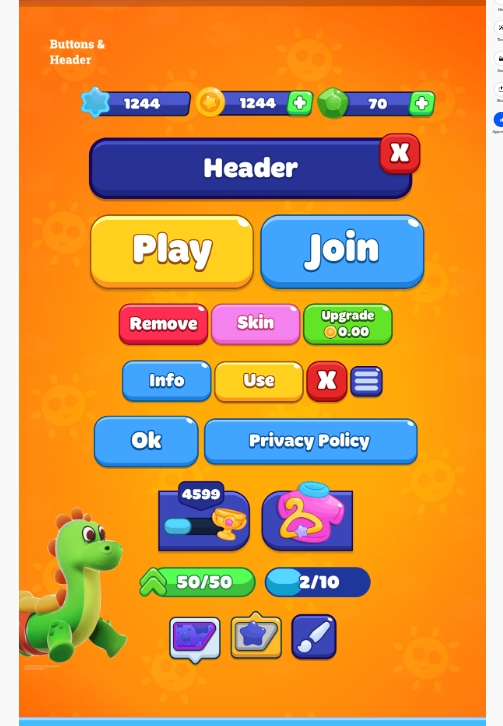 Buttons &
Header
1244
1244
70
Header
X
Play
Join
Remove
Skin
Upgrade
0.00
Info
Use
X
Ok
Privacy Policy
4599
50/50
2/10